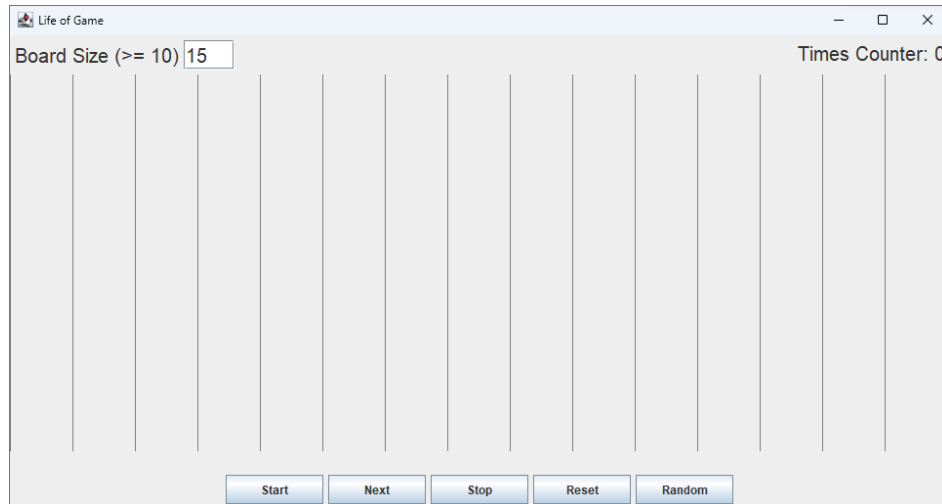 Life of Game
Board Size (>= 10) 15
Times Counter: 0
Start Next Stop Reset Random